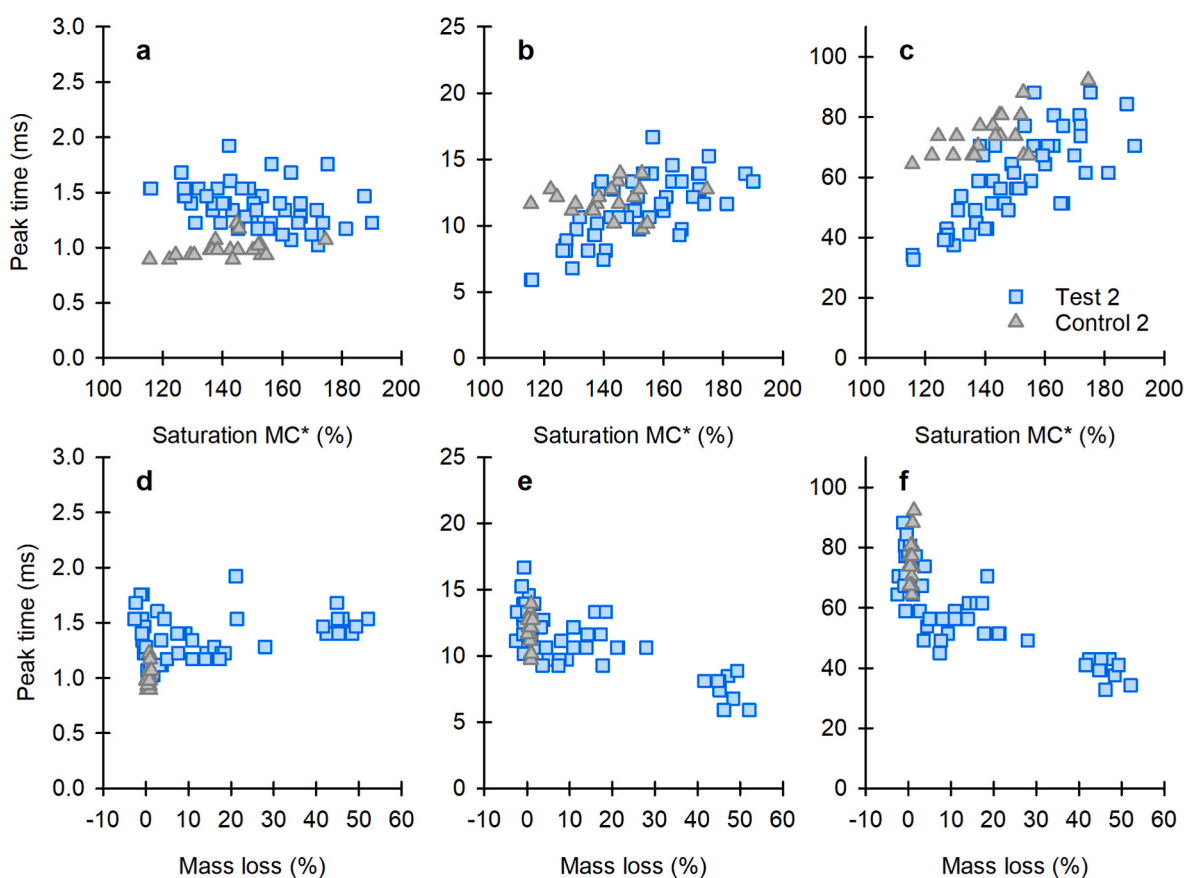 3.0
2.5
2.0
1.5
1.0
0.5
0.0
Peak time (ms)
a
100 120 140 160 180 200
Saturation MC* (%)
25
20
15
10
5
0
b
100 120 140 160 180 200
Saturation MC* (%)
100
80
60
40
20
0
c
Test 2
Control 2
100 120 140 160 180 200
Saturation MC* (%)
3.0
2.5
2.0
1.5
1.0
0.5
0.0
Peak time (ms)
d
-10 0 10 20 30 40 50 60
Mass loss (%)
25
20
15
10
5
0
e
-10 0 10 20 30 40 50 60
Mass loss (%)
100
80
60
40
20
0
f
-10 0 10 20 30 40 50 60
Mass loss (%)